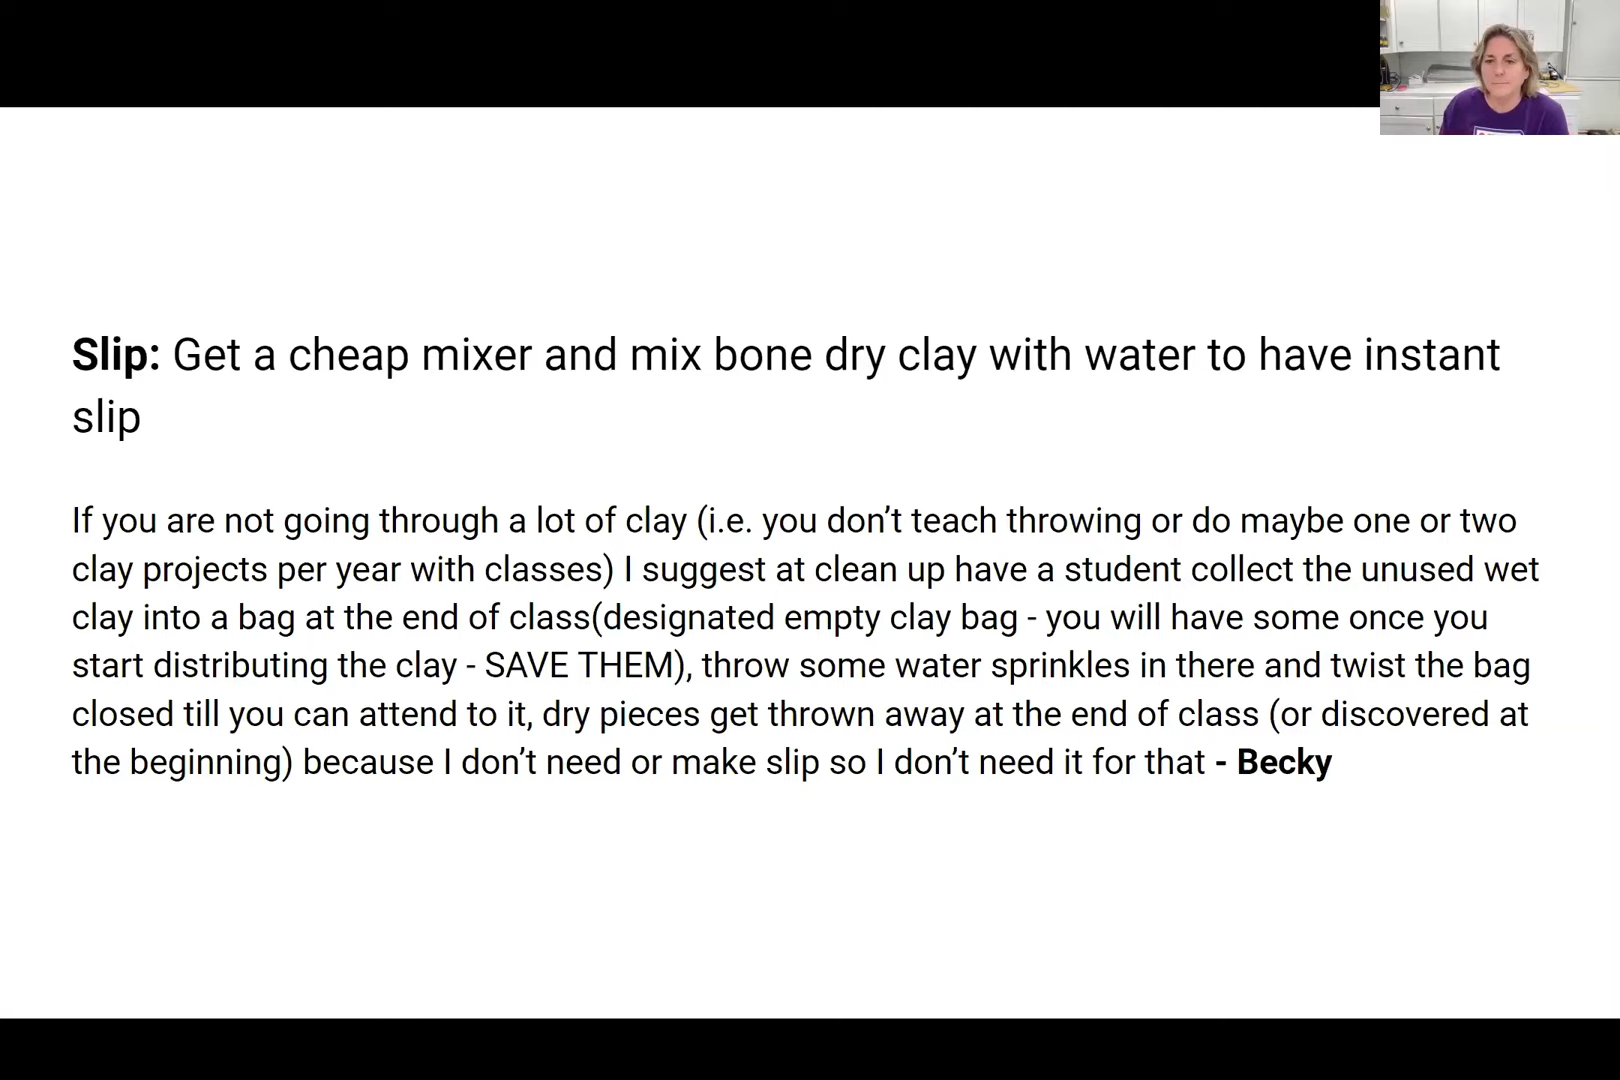 Slip: Get a cheap mixer and mix bone dry clay with water to have instant
slip
If you are not going through a lot of clay (i.e. you don’t teach throwing or do maybe one or two
clay projects per year with classes) I suggest at clean up have a student collect the unused wet
clay into a bag at the end of class(designated empty clay bag - you will have some once you
start distributing the clay - SAVE THEM), throw some water sprinkles in there and twist the bag
closed till you can attend to it, dry pieces get thrown away at the end of class (or discovered at
the beginning) because I don’t need or make slip so I don’t need it for that - Becky